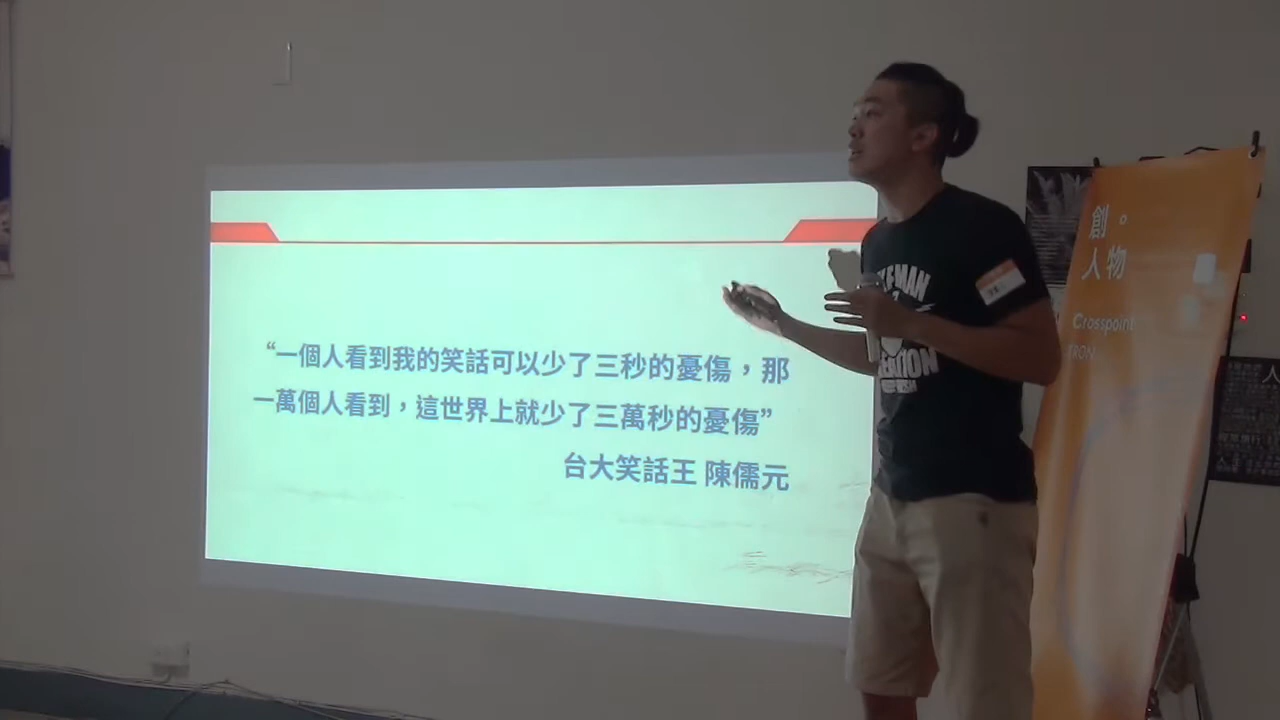 “一個人看到我的笑話可以少了三秒的憂傷，那
一萬個人看到，這世界上就少了三萬秒的憂傷”
台大笑話王 陳儒元
創。
人物
Crosspoint